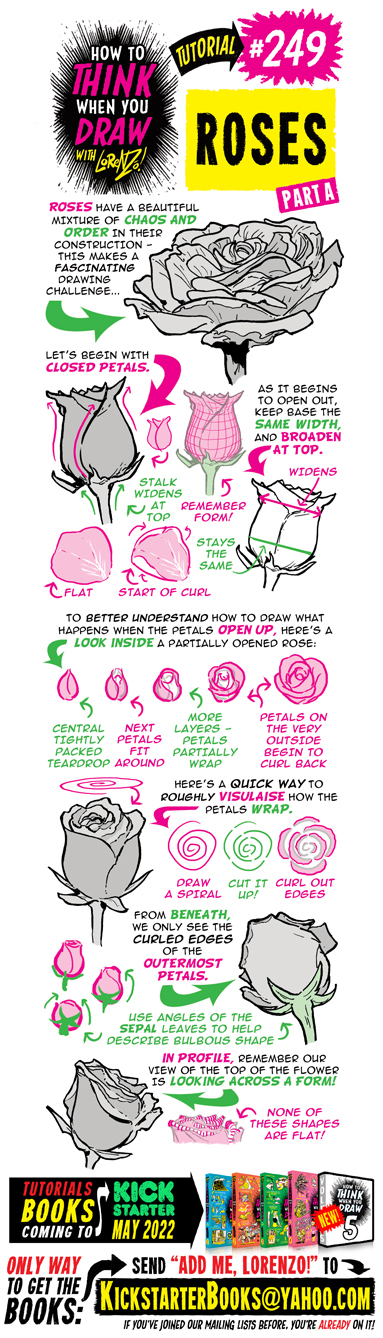 HOW TO
THINK
WHEN YOU
DRAW
WITH LORENZO!
TUTORIAL
#249
ROSES
PART A
ROSES HAVE A BEAUTIFUL
MIXTURE OF CHAOS AND
ORDER IN THEIR
CONSTRUCTION -
THIS MAKES A
FASCINATING
DRAWING
CHALLENGE...
LET'S BEGIN WITH
CLOSED PETALS.
AS IT BEGINS
TO OPEN OUT,
KEEP BASE THE
SAME WIDTH,
AND BROADEN
AT TOP.
WIDENS
STALK
WIDENS
AT
TOP
REMEMBER
FORM!
STAYS
THE
SAME
FLAT
START OF CURL
TO BETTER UNDERSTAND HOW TO DRAW WHAT
HAPPENS WHEN THE PETALS OPEN UP, HERE'S A
LOOK INSIDE A PARTIALLY OPENED ROSE:
CENTRAL
TIGHTLY
PACKED
TEARDROP
NEXT
PETALS
FIT
AROUND
MORE
LAYERS -
PETALS
PARTIALLY
WRAP
PETALS ON
THE VERY
OUTSIDE
BEGIN TO
CURL BACK
HERE'S A QUICK WAY TO
ROUGHLY VISULAISE HOW THE
PETALS WRAP.
DRAW
A SPIRAL
CUT IT
UP!
CURL OUT
EDGES
FROM BENEATH,
WE ONLY SEE THE
CURLED EDGES
OF THE
OUTERMOST
PETALS.
USE ANGLES OF THE
SEPAL LEAVES TO HELP
DESCRIBE BULBOUS SHAPE
IN PROFILE, REMEMBER OUR
VIEW OF THE TOP OF THE FLOWER
IS LOOKING ACROSS A FORM!
NONE OF
THESE SHAPES
ARE FLAT!
TUTORIALS
BOOKS
COMING TO
KICK
STARTER
MAY 2022
NEW!
HOW TO
THINK
WHEN YOU
DRAW
5
ONLY WAY
TO GET THE
BOOKS:
SEND "ADD ME, LORENZO!" TO
KICKSTARTERBOOKS@YAHOO.COM
IF YOU'VE JOINED OUR MAILING LISTS BEFORE, YOU'RE ALREADY ON IT!